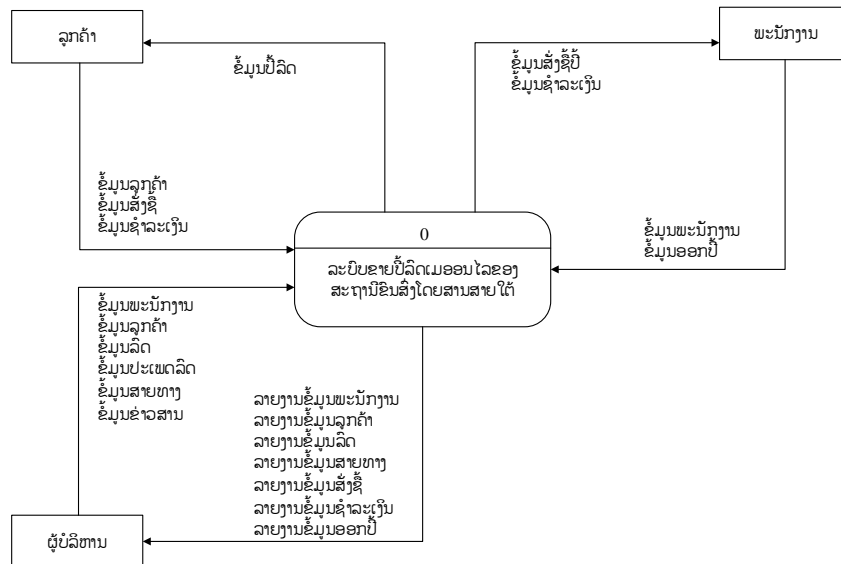 ລູກຄ້າ
ພະນັກງານ
ຂໍ້ມູນປີ້ລົດ
ຂໍ້ມູນສັ່ງຊື້ປີ້
ຂໍ້ມູນຊຳລະເງິນ
ຂໍ້ມູນລູກຄ້າ
ຂໍ້ມູນສັ່ງຊື້
ຂໍ້ມູນຊຳລະເງິນ
0
ລະບົບຂາຍປີ້ລົດເມອອນໄລຂອງ
ສະຖານີຂົນສົ່ງໂດຍສານສາຍໃຕ້
ຂໍ້ມູນພະນັກງານ
ຂໍ້ມູນອອກປີ້
ຂໍ້ມູນພະນັກງານ
ຂໍ້ມູນລູກຄ້າ
ຂໍ້ມູນລົດ
ຂໍ້ມູນປະເພດລົດ
ຂໍ້ມູນສາຍທາງ
ຂໍ້ມູນຂ່າວສານ
ລາຍງານຂໍ້ມູນພະນັກງານ
ລາຍງານຂໍ້ມູນລູກຄ້າ
ລາຍງານຂໍ້ມູນລົດ
ລາຍງານຂໍ້ມູນສາຍທາງ
ລາຍງານຂໍ້ມູນສັ່ງຊື້
ລາຍງານຂໍ້ມູນຊຳລະເງິນ
ລາຍງານຂໍ້ມູນອອກປີ້
ຜູ້ບໍລິຫານ